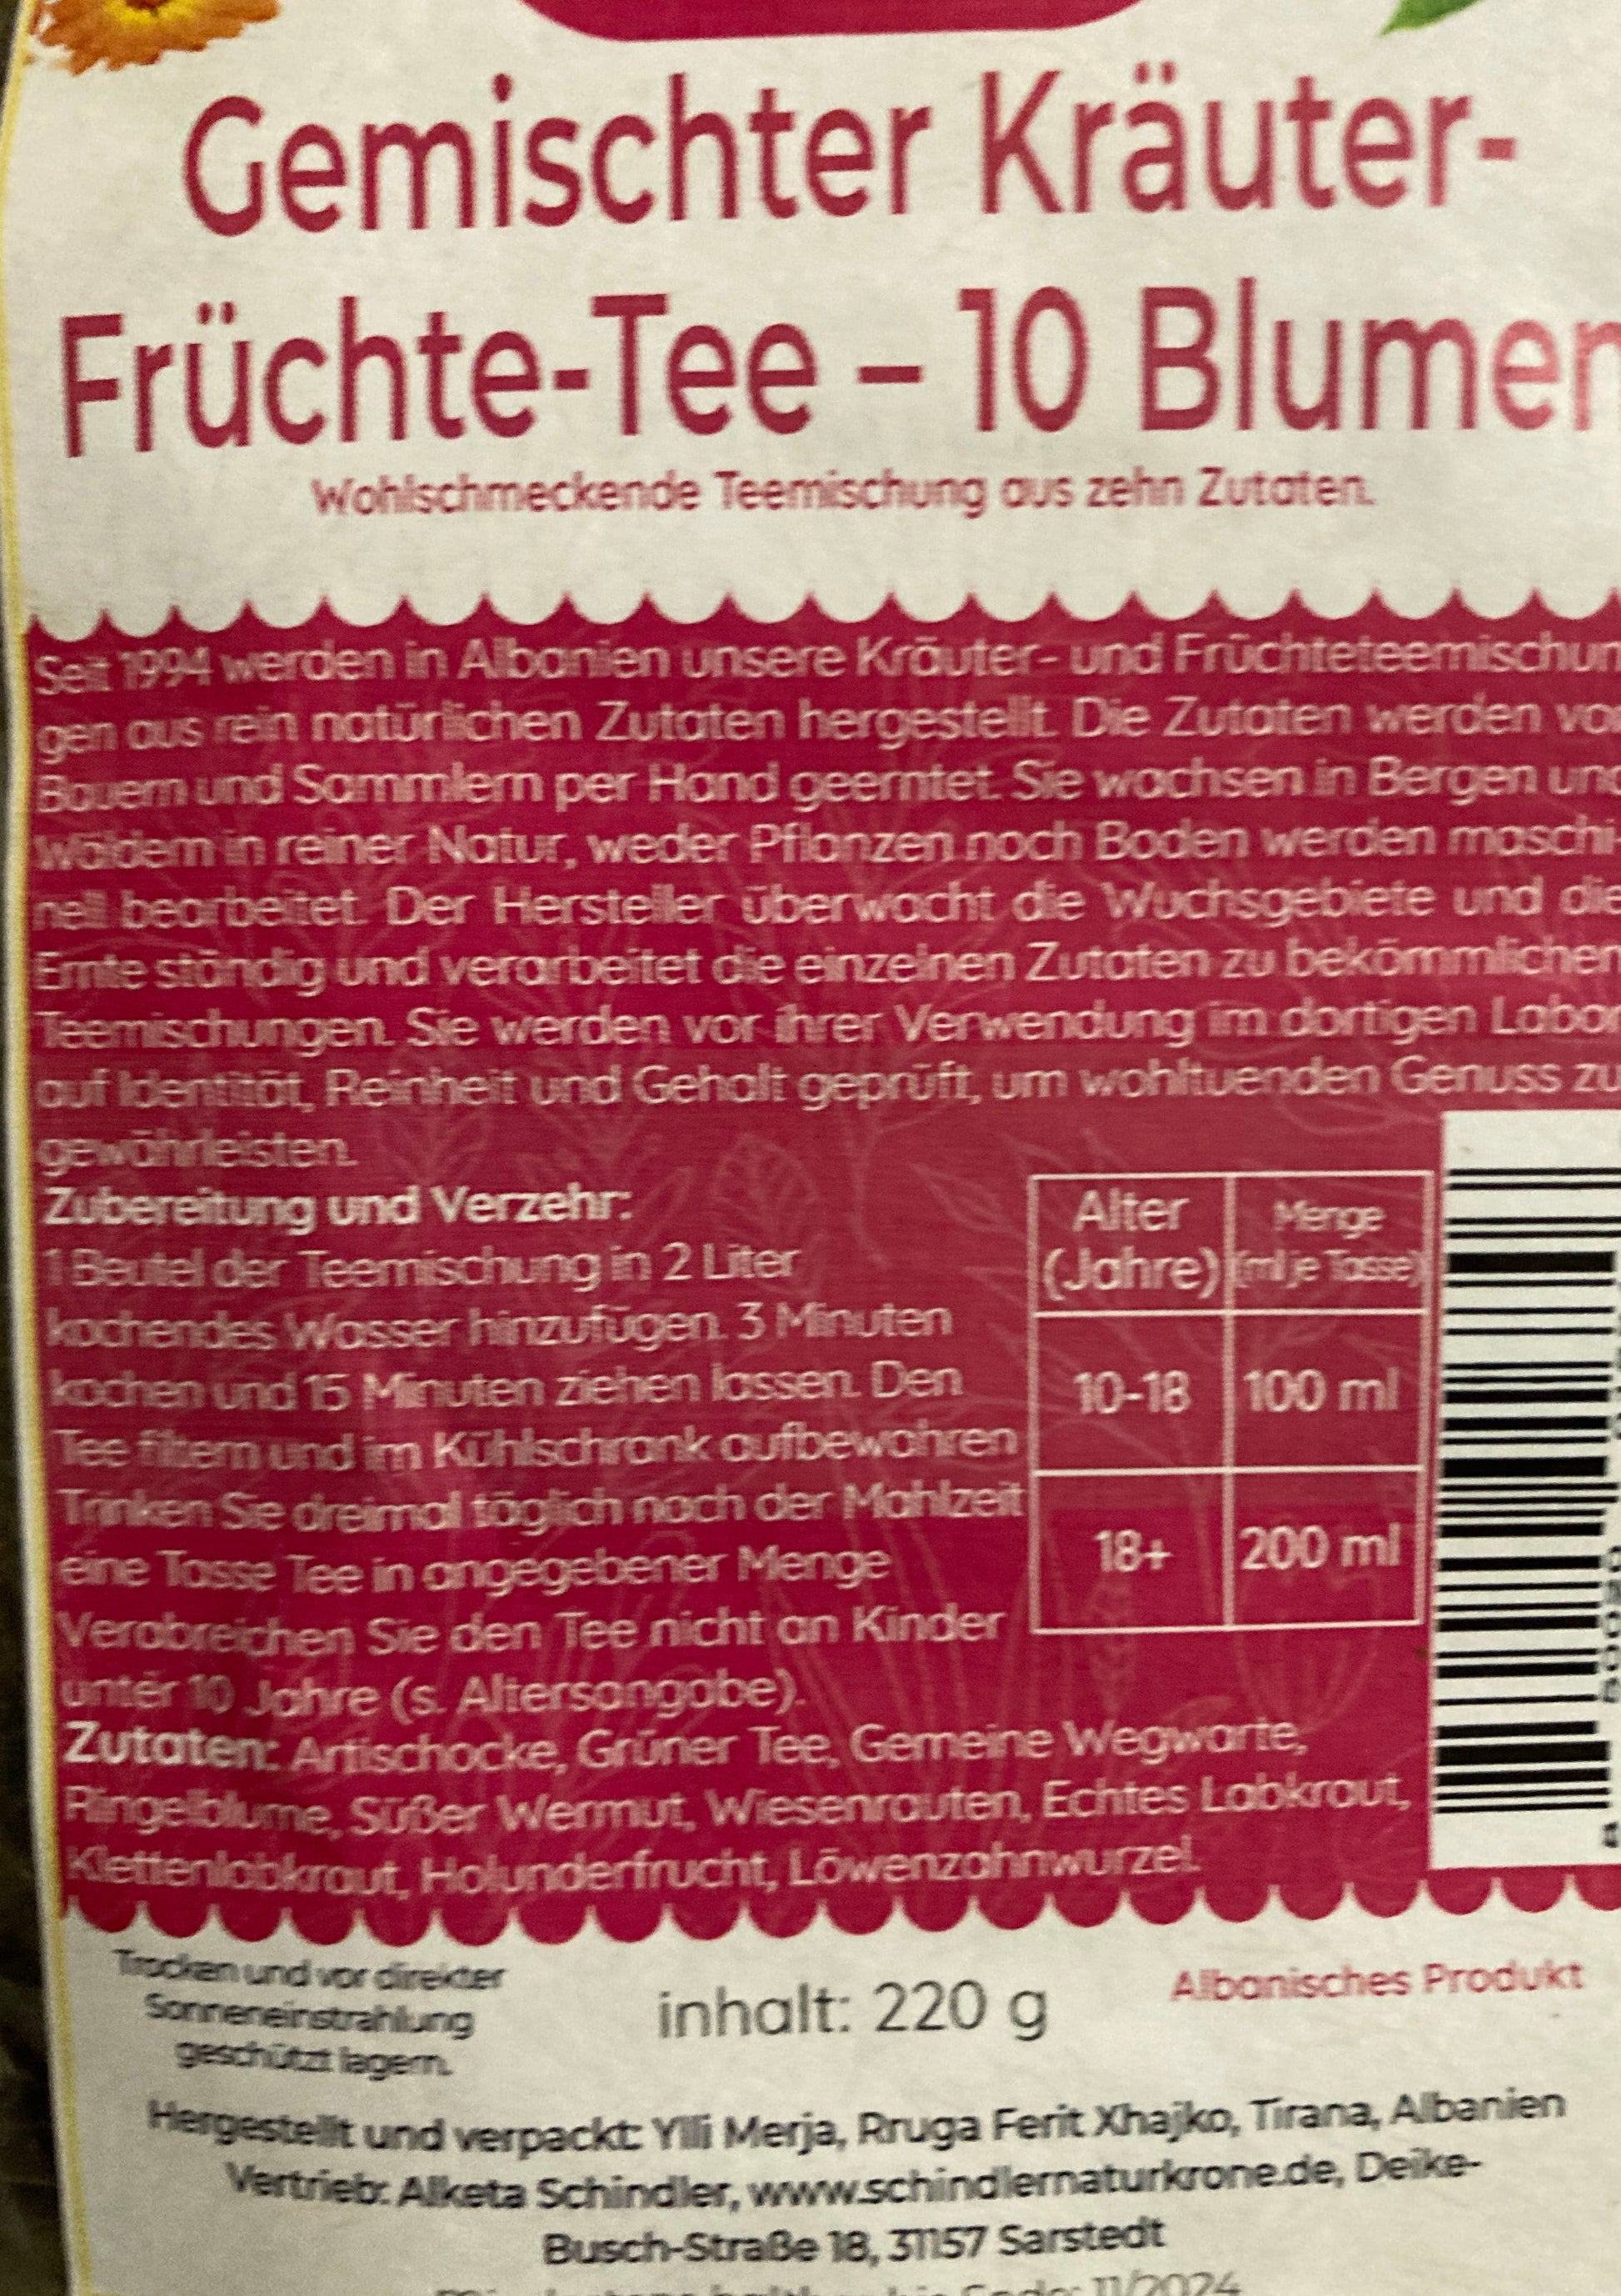 Gemischter Kräuter-
Früchte-Tee – 10 Blumen
Wohlschmeckende Teemischung aus zehn Zutaten.
Seit 1994 werden in Albanien unsere Kräuter- und Früchteteemischun
gen aus rein natürlichen Zutaten hergestellt. Die Zutaten werden vo
Bauern und Sammlern per Hand geerntet. Sie wachsen in Bergen und
Wäldern in reiner Natur, weder Pflanzen noch Boden werden maschi-
nell bearbeitet. Der Hersteller überwacht die Wuchsgebiete und die
Ernte ständig und verarbeitet die einzelnen Zutaten zu bekömmlichen
Teemischungen. Sie werden vor ihrer Verwendung im dortigen Labor
auf Identität, Reinheit und Gehalt geprüft, um wohltuenden Genuss zu
gewährleisten.
Zubereitung und Verzehr:
1 Beutel der Teemischung in 2 Liter
kochendes Wasser hinzufügen. 3 Minuten
kochen und 15 Minuten ziehen lassen. Den
Tee filtern und im Kühlschrank aufbewahren
Trinken Sie dreimal täglich nach der Mahlzeit
eine Tasse Tee in angegebener Menge
Verabreichen Sie den Tee nicht an Kinder
unter 10 Jahre (s. Altersangabe).
Alter Menge
(Jahre) (ml je Tasse)
10-18 100 ml
18+ 200 ml
Zutaten: Artischocke, Grüner Tee, Gemeine Wegwarte,
Ringelblume, Süßer Wermut, Wiesenrauten, Echtes Labkraut,
Klettenlabkraut, Holunderfrucht, Löwenzahnwurzel.
Trocken und vor direkter
Sonneneinstrahlung
geschützt lagern.
inhalt: 220 g
Albanisches Produkt
Hergestellt und verpackt: Ylli Merja, Rruga Ferit Xhajko, Tirana, Albanien
Vertrieb: Alketa Schindler, www.schindlernaturkrone.de, Deike-
Busch-Straße 18, 31157 Sarstedt
Ende: 11/2024